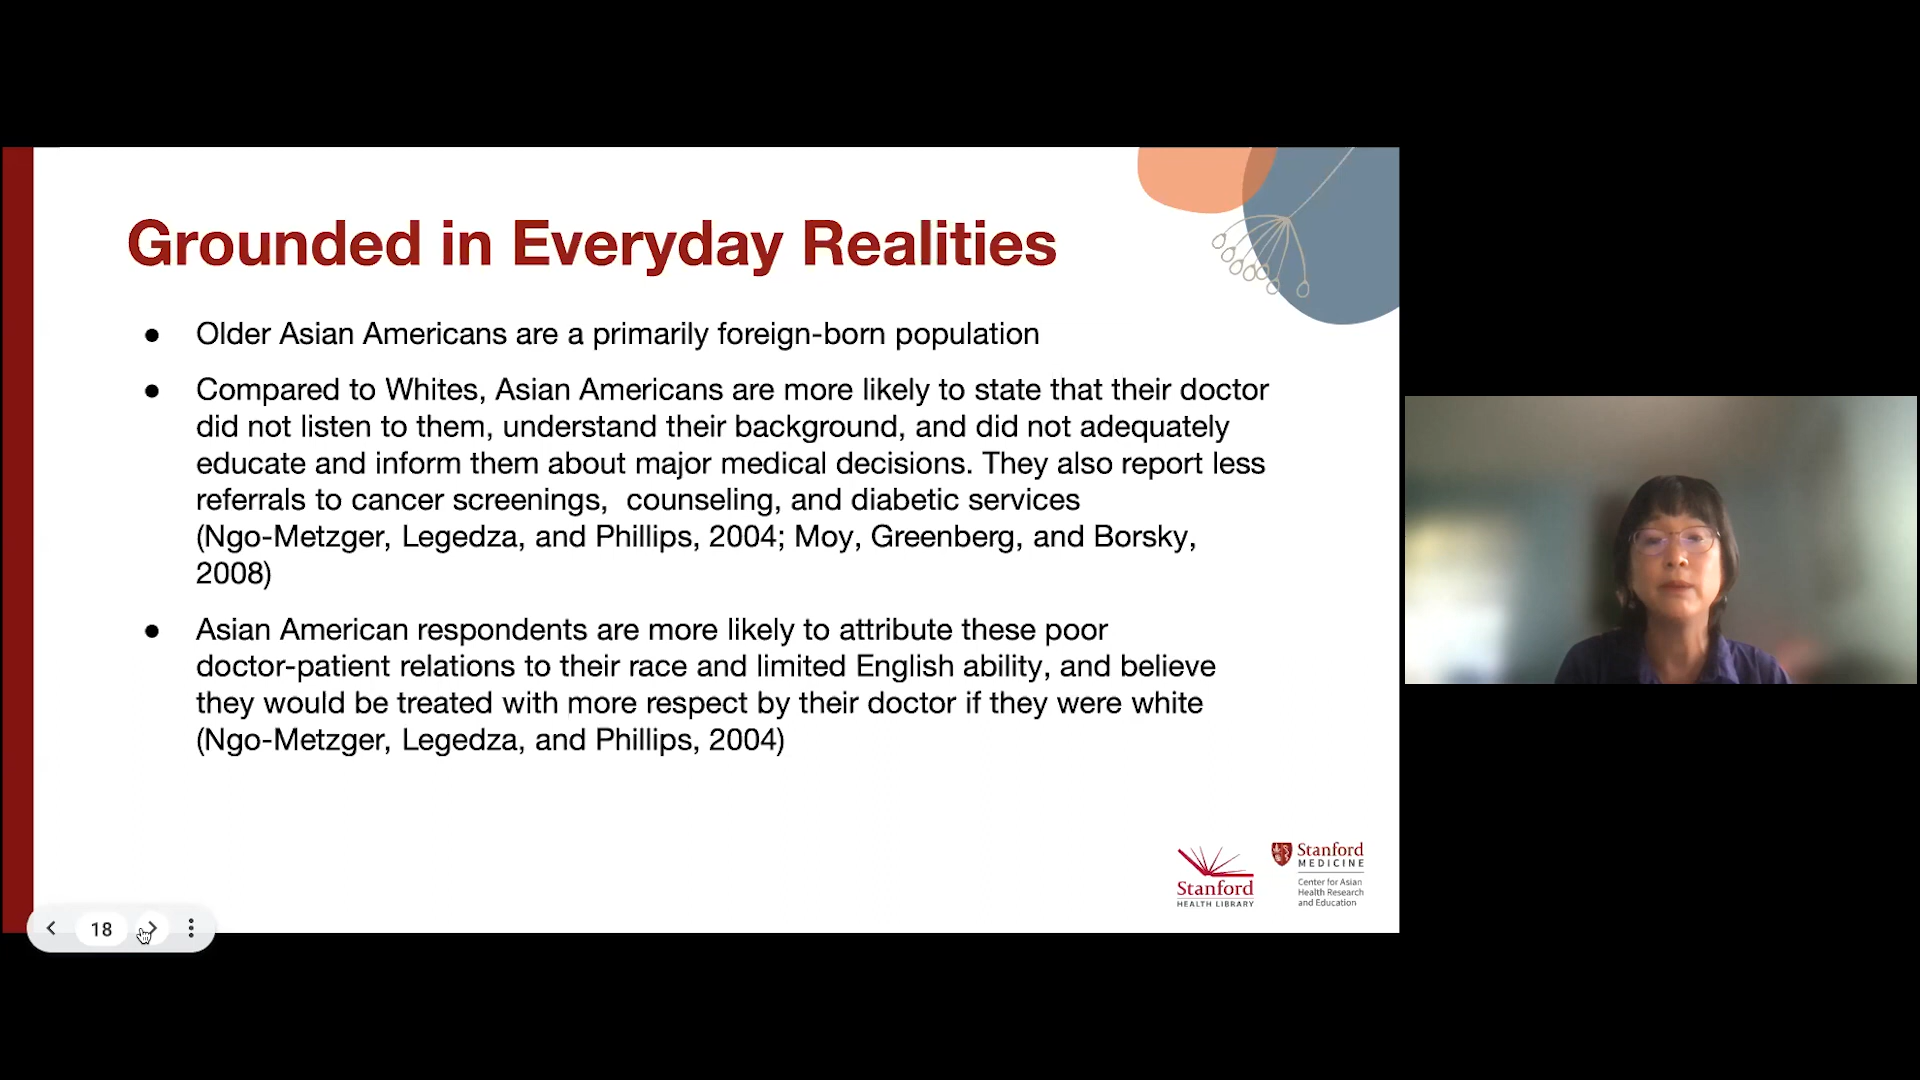 Grounded in Everyday Realities
● Older Asian Americans are a primarily foreign-born population
● Compared to Whites, Asian Americans are more likely to state that their doctor
did not listen to them, understand their background, and did not adequately
educate and inform them about major medical decisions. They also report less
referrals to cancer screenings,  counseling, and diabetic services
(Ngo-Metzger, Legedza, and Phillips, 2004; Moy, Greenberg, and Borsky,
2008)
● Asian American respondents are more likely to attribute these poor
doctor-patient relations to their race and limited English ability, and believe
they would be treated with more respect by their doctor if they were white
(Ngo-Metzger, Legedza, and Phillips, 2004)
Stanford
HEALTH LIBRARY
Stanford
MEDICINE
Center for Asian
Health Research
and Education
18